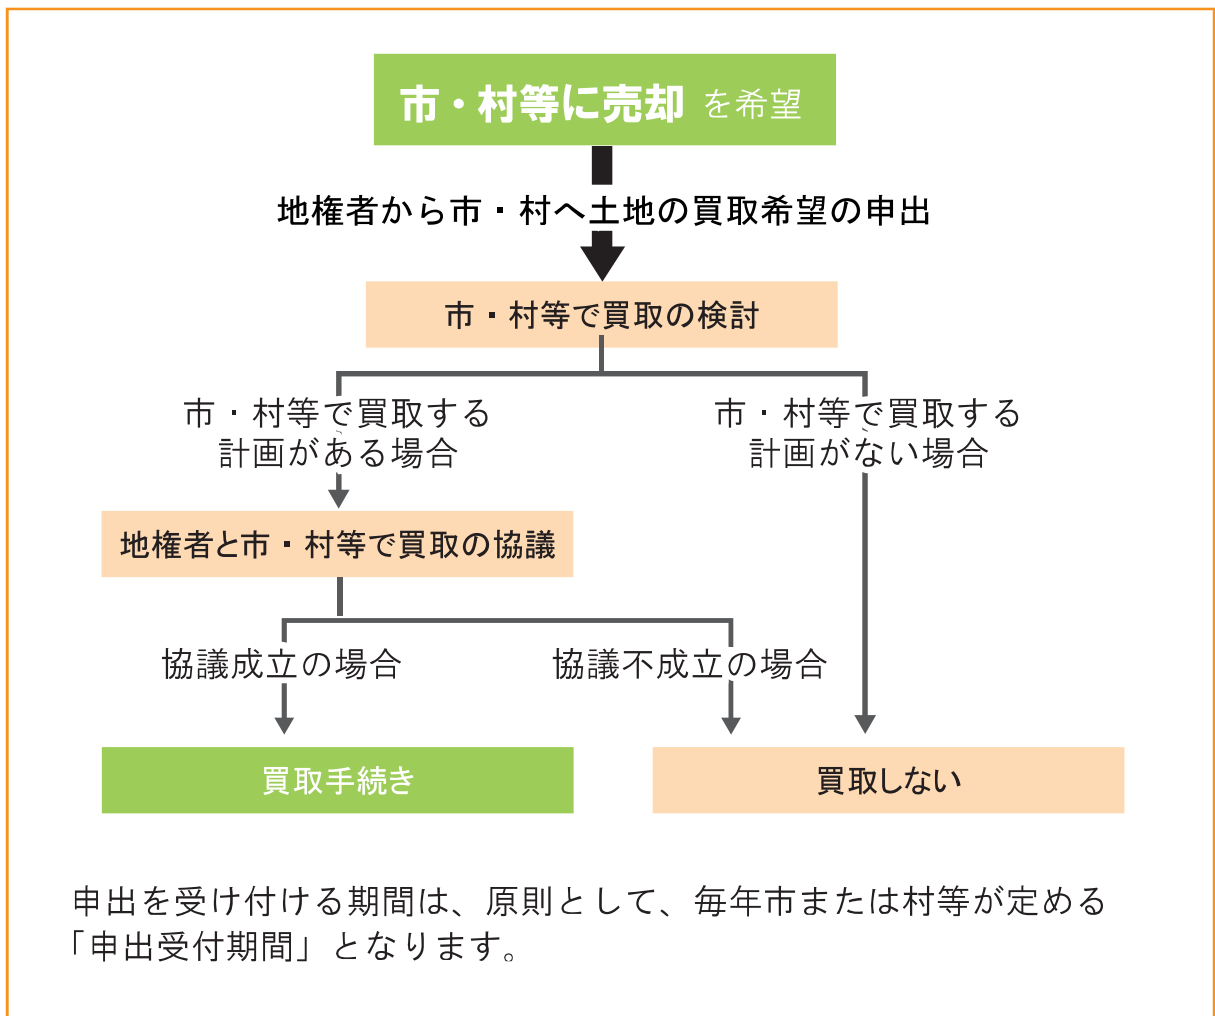 市・村等に売却 を希望
地権者から市・村へ土地の買取希望の申出
市・村等で買取の検討
市・村等で買取する
計画がある場合
市・村等で買取する
計画がない場合
地権者と市・村等で買取の協議
協議成立の場合
協議不成立の場合
買取手続き
買取しない
申出を受け付ける期間は、原則として、毎年市または村等が定める
「申出受付期間」となります。